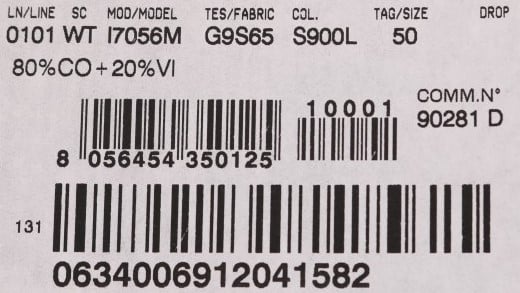 LN/LINE SC MOD/MODEL TES/FABRIC COL. TAG/SIZE DROP
0101 WT I7056M G9S65 S900L 50
80%CO+20%VI
COMM.N°
90281 D
10001
8 056454 350125
131
0634006912041582